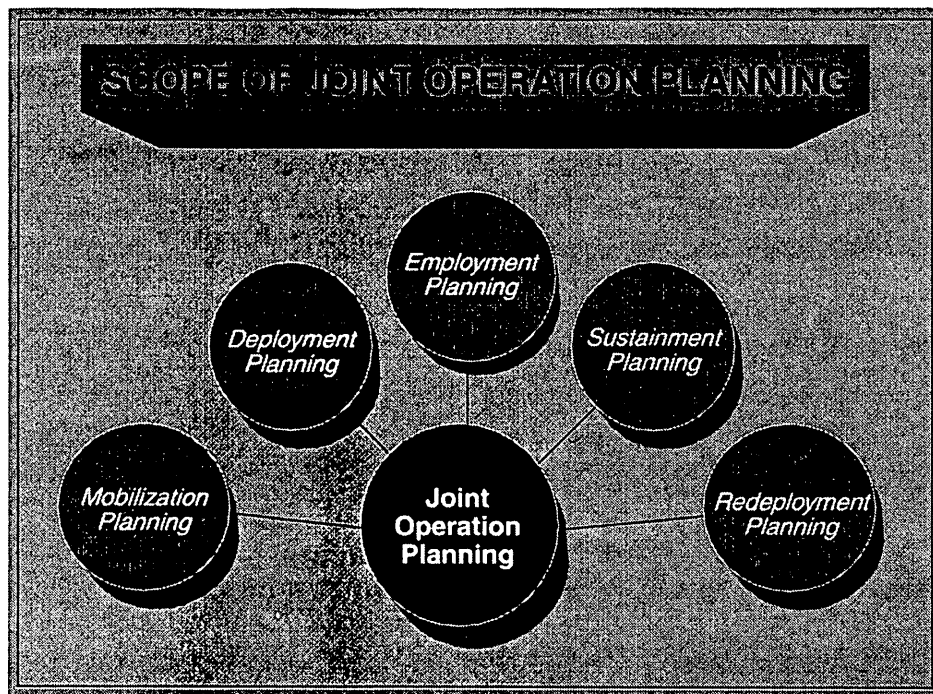 SCOPE OF JOINT OPERATION PLANNING
Employment
Planning
Deployment
Planning
Sustainment
Planning
Mobilization
Planning
Joint
Operation
Planning
Redeployment
Planning